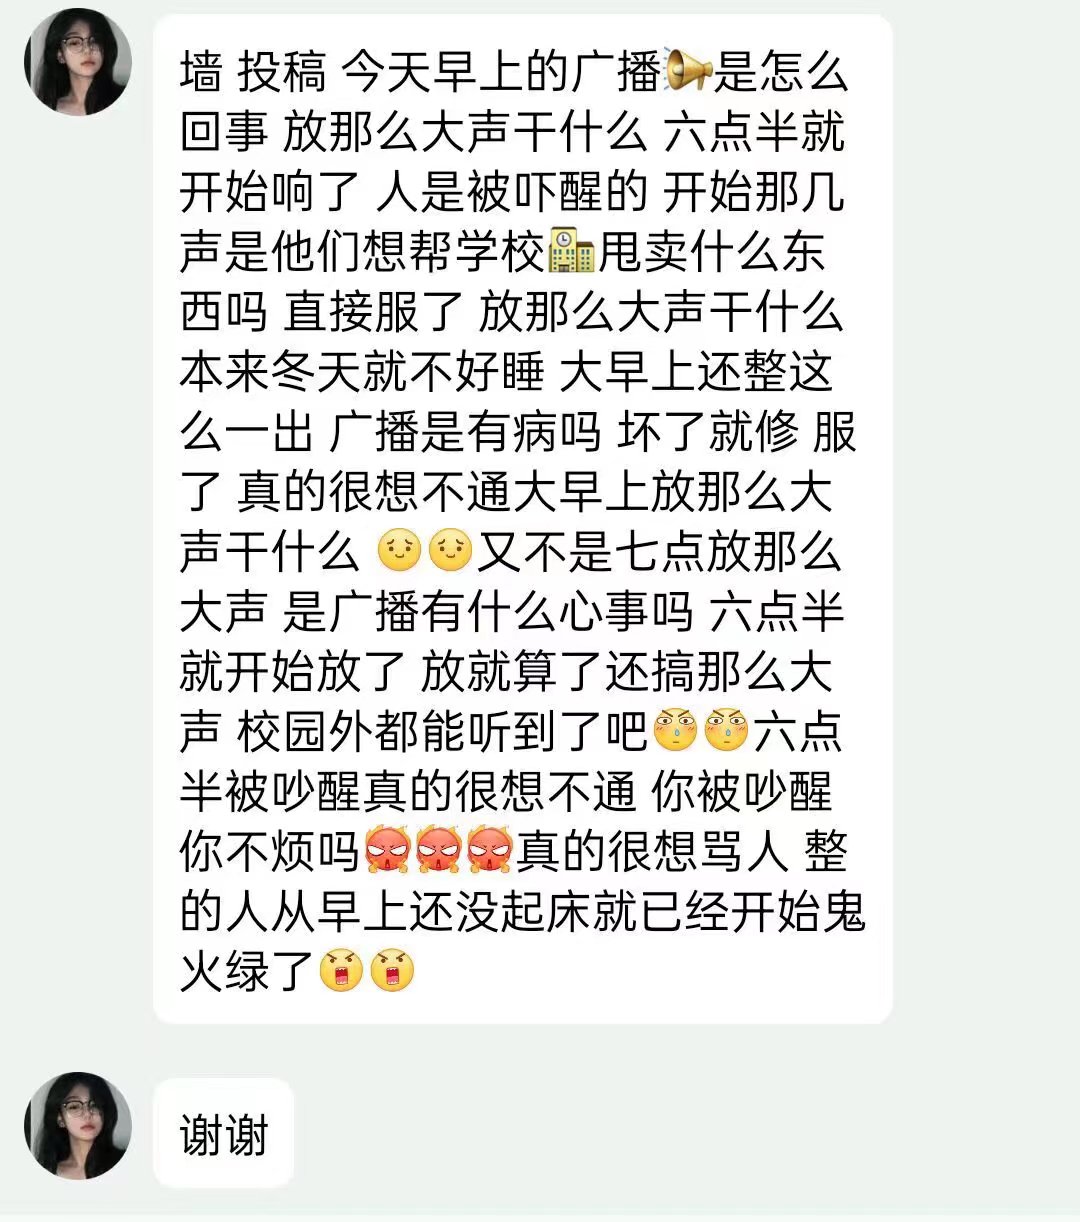 墙 投稿 今天早上的广播📢是怎么
回事 放那么大声干什么 六点半就
开始响了 人是被吓醒的 开始那几
声是他们想帮学校🏫甩卖什么东
西吗 直接服了 放那么大声干什么
本来冬天就不好睡 大早上还整这
么一出 广播是有病吗 坏了就修 服
了 真的很想不通大早上放那么大
声干什么 又不是七点放那么
大声 是广播有什么心事吗 六点半
就开始放了 放就算了还搞那么大
声 校园外都能听到了吧六点
半被吵醒真的很想不通 你被吵醒
你不烦吗真的很想骂人 整
的人从早上还没起床就已经开始鬼
火绿了
谢谢